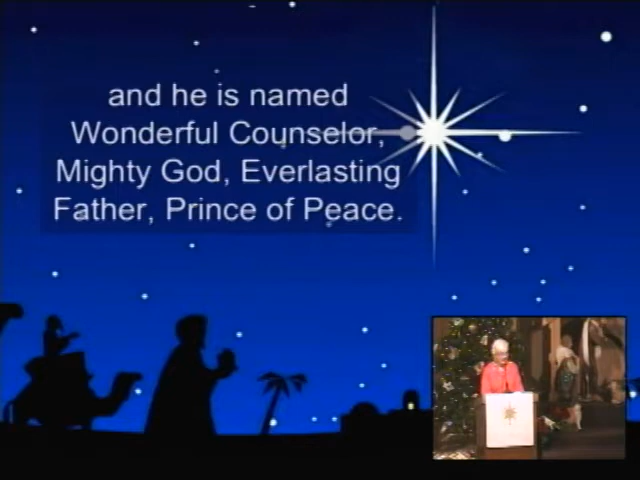 and he is named
Wonderful Counselor,
Mighty God, Everlasting
Father, Prince of Peace.